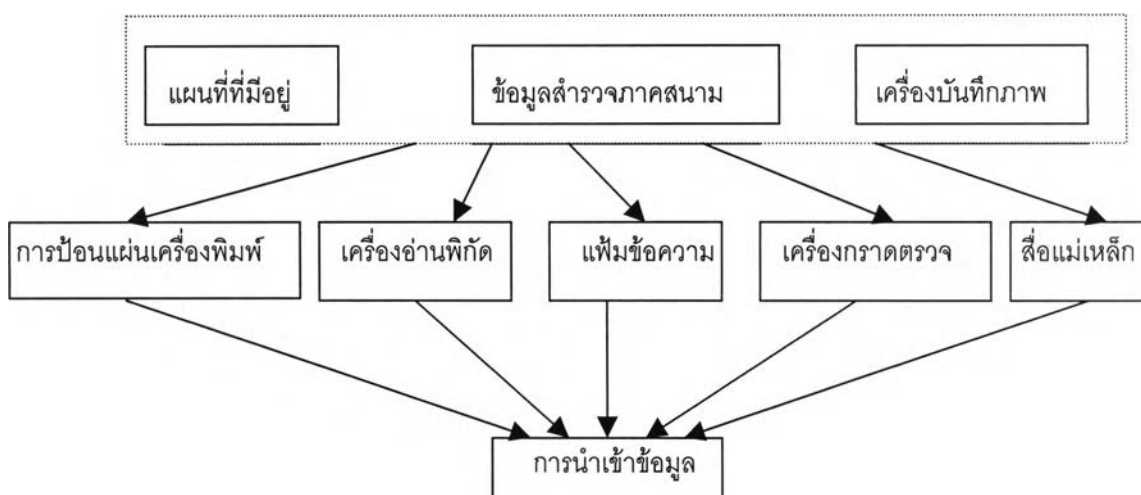 แผนที่ที่มีอยู่
ข้อมูลสำรวจภาคสนาม
เครื่องบันทึกภาพ
การป้อนแผ่นเครื่องพิมพ์
เครื่องอ่านพิกัด
แฟ้มข้อความ
เครื่องกราดตรวจ
สื่อแม่เหล็ก
การนำเข้าข้อมูล